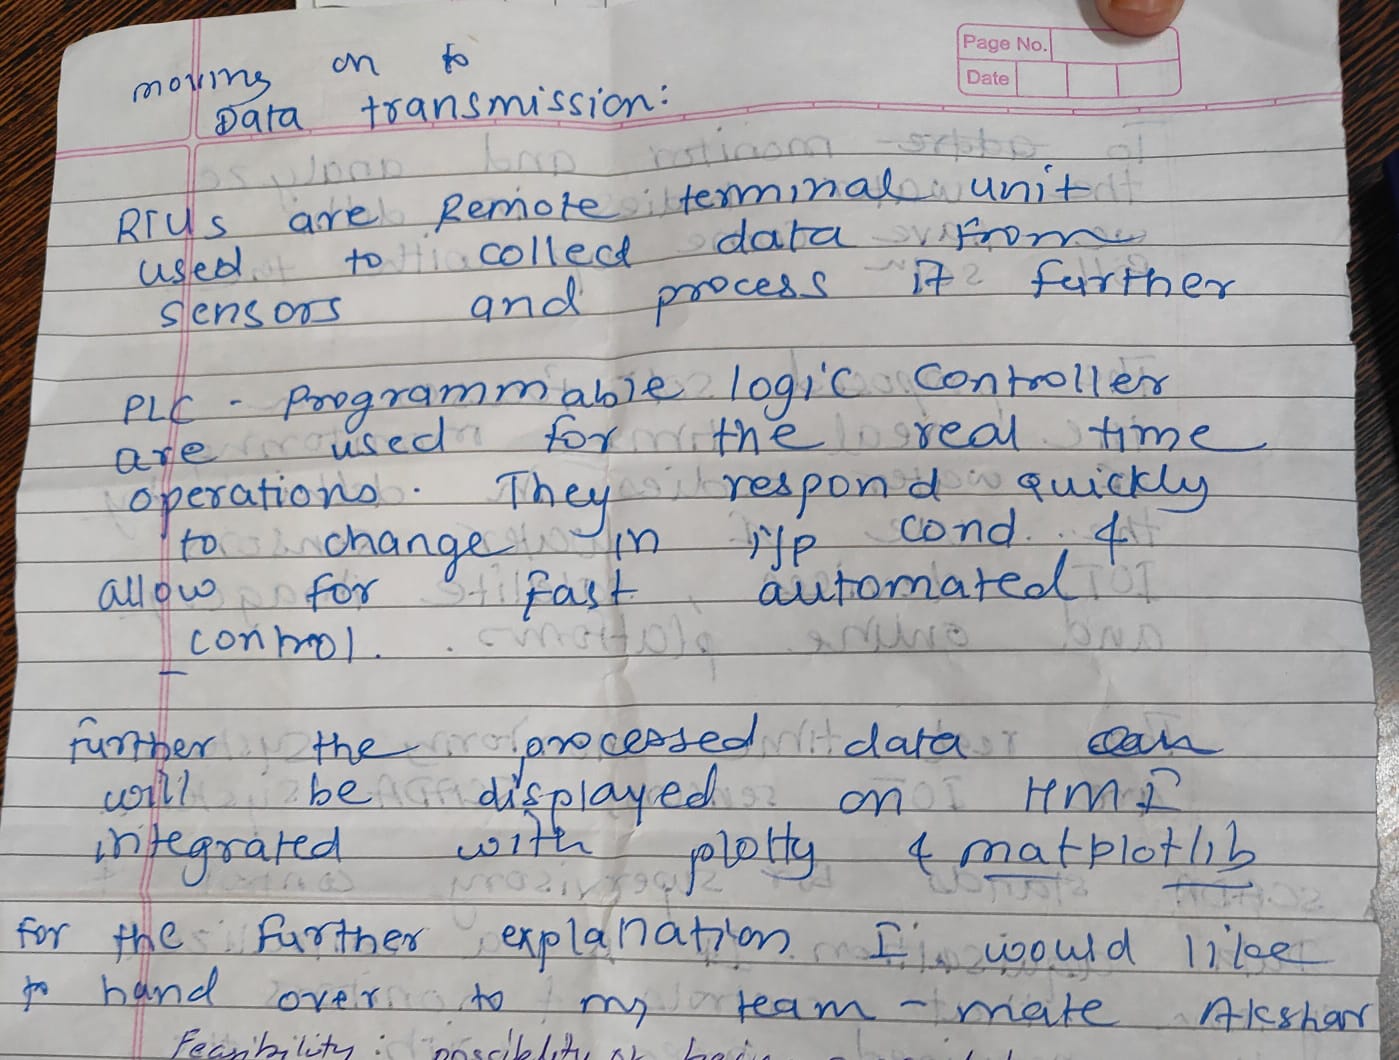 Page No.
Date
moving on to
Data transmission:
RTUs are Remote terminal unit
used to collect data from
sensors and process it further
PLC - Programmable logic controller
are used for the real time
operations. They respond quickly
to change in i/p cond. &
allow for fast automated
control.
Further the processed data can
will be displayed on HMI
integrated with plotly & matplotlib
for the further explanation I would like
to hand over to my team-mate Akshar
Feasibility :